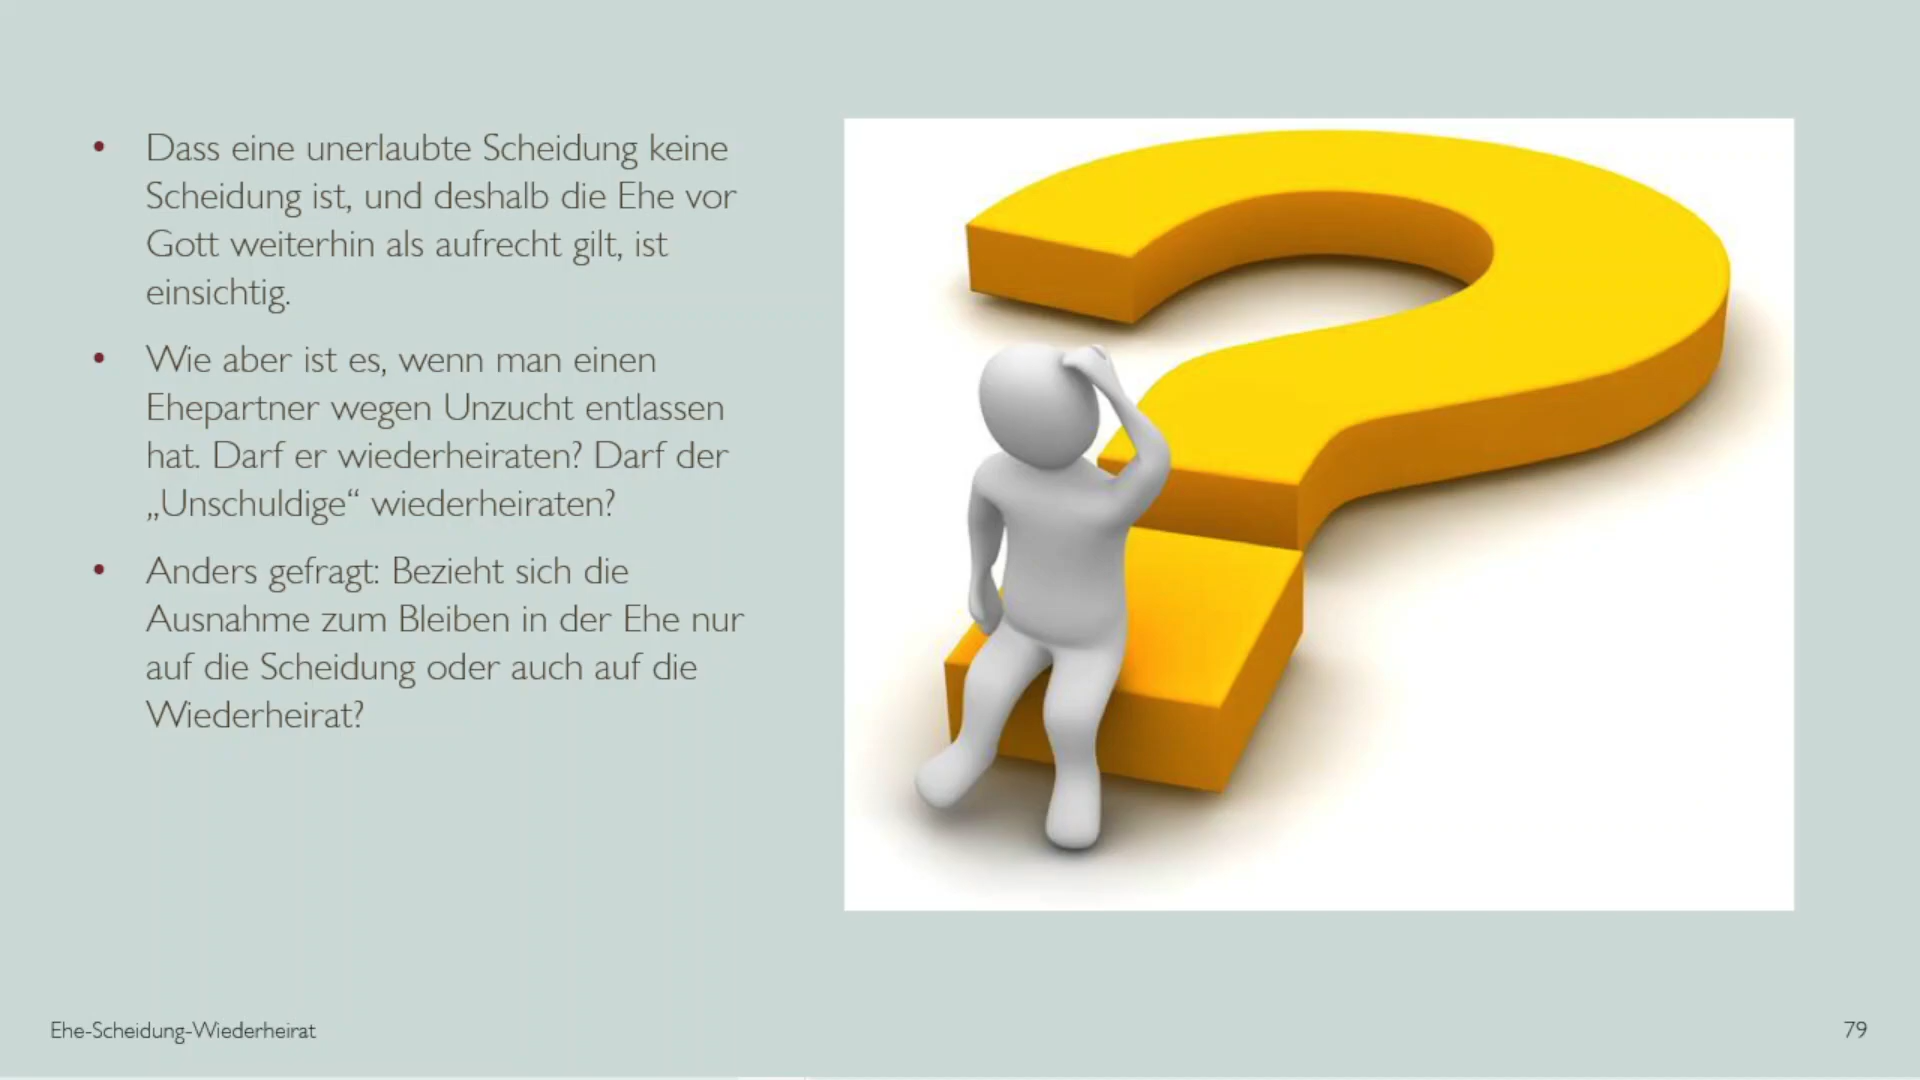 • Dass eine unerlaubte Scheidung keine
Scheidung ist, und deshalb die Ehe vor
Gott weiterhin als aufrecht gilt, ist
einsichtig.
• Wie aber ist es, wenn man einen
Ehepartner wegen Unzucht entlassen
hat. Darf er wiederheiraten? Darf der
„Unschuldige“ wiederheiraten?
• Anders gefragt: Bezieht sich die
Ausnahme zum Bleiben in der Ehe nur
auf die Scheidung oder auch auf die
Wiederheirat?
Ehe-Scheidung-Wiederheirat
79